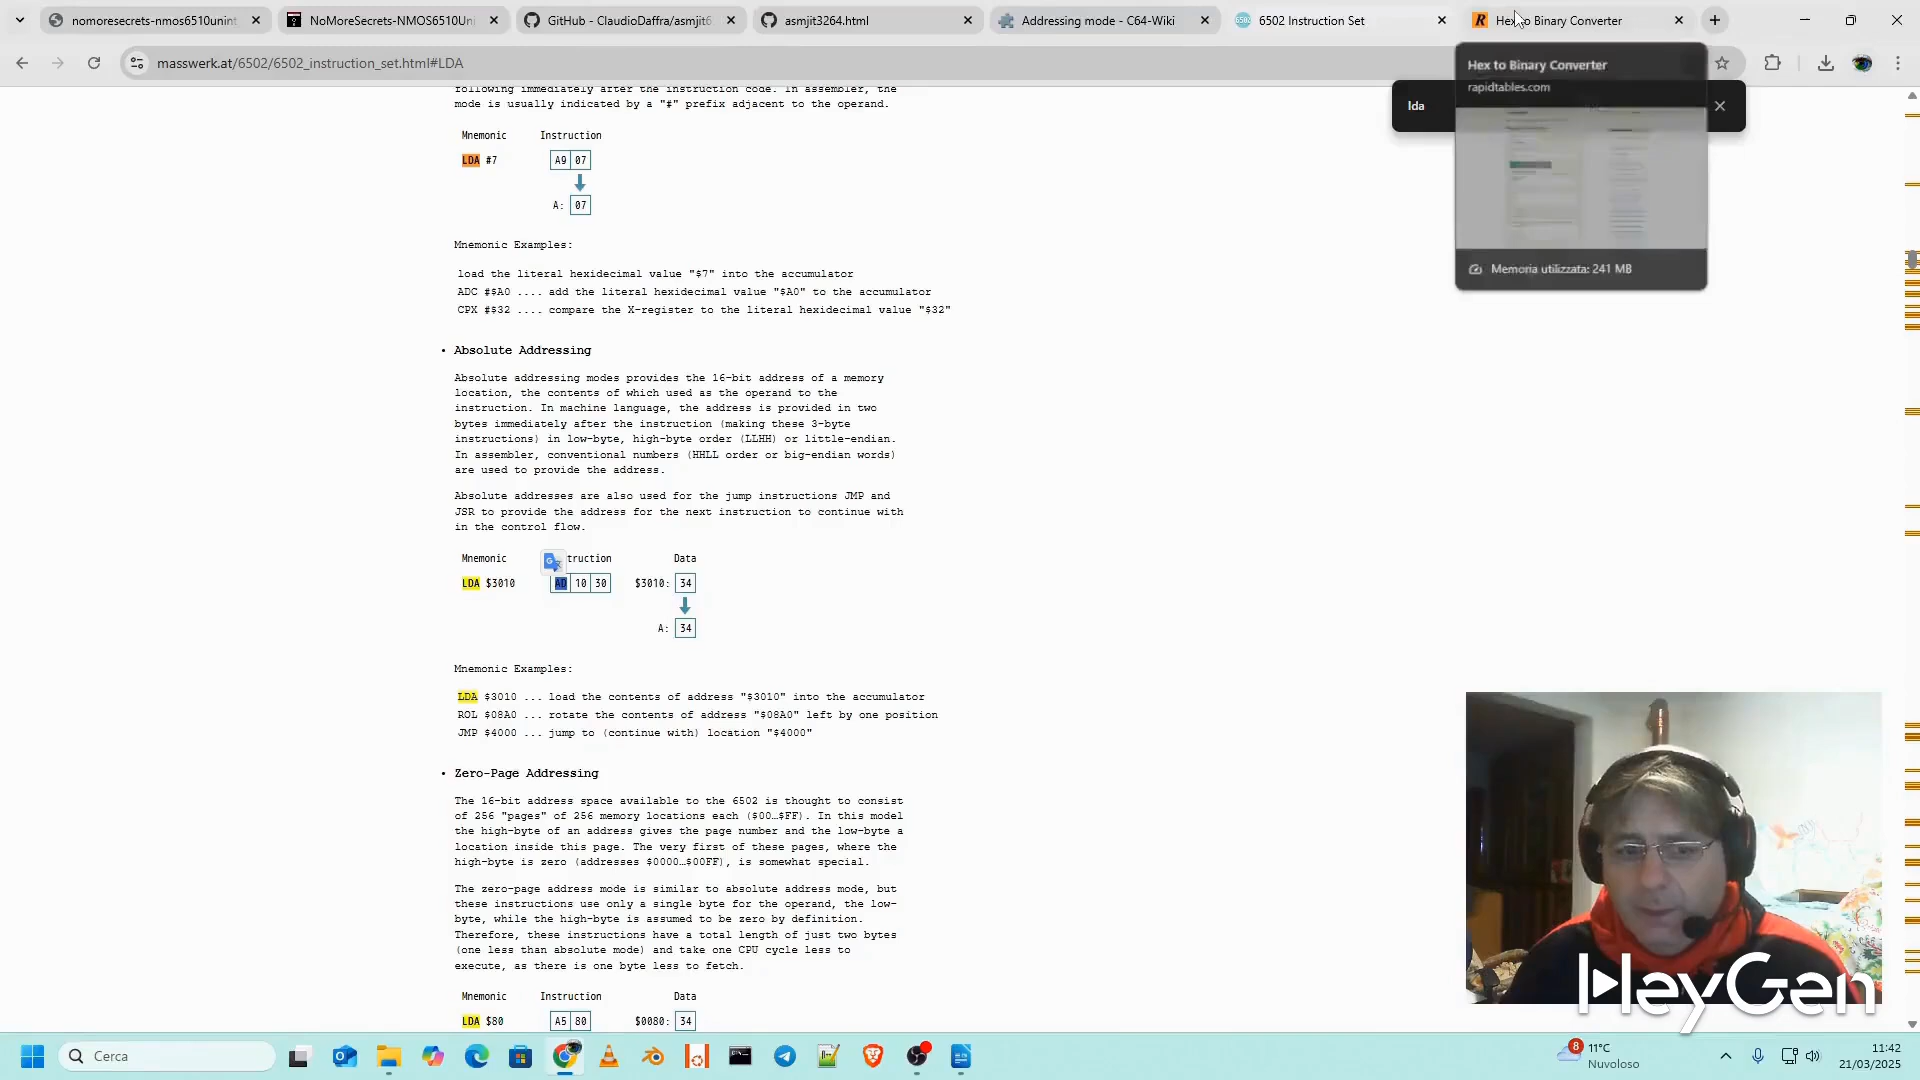 nomoresecrets-nmos6510unint
NoMoreSecrets-NMOS6510Uni
GitHub - ClaudioDaffra/asmjit6
asmjit3264.html
Addressing mode - C64-Wiki
6502 Instruction Set
Hex to Binary Converter
masswerk.at/6502/6502_instruction_set.html#LDA
Hex to Binary Converter
rapidtables.com
lda
Memoria utilizzata: 241 MB
following immediately after the instruction code. In assembler, the
mode is usually indicated by a "#" prefix adjacent to the operand.
Mnemonic Instruction
LDA #7 A9 07
A: 07
Mnemonic Examples:
load the literal hexidecimal value "$7" into the accumulator
ADC #$A0 .... add the literal hexidecimal value "$A0" to the accumulator
CPX #$32 .... compare the X-register to the literal hexidecimal value "$32"
• Absolute Addressing
Absolute addressing modes provides the 16-bit address of a memory
location, the contents of which used as the operand to the
instruction. In machine language, the address is provided in two
bytes immediately after the instruction (making these 3-byte
instructions) in low-byte, high-byte order (LLHH) or little-endian.
In assembler, conventional numbers (HHLL order or big-endian words)
are used to provide the address.
Absolute addresses are also used for the jump instructions JMP and
JSR to provide the address for the next instruction to continue with
in the control flow.
Mnemonic truction Data
LDA $3010 AD 10 30 $3010: 34
A: 34
Mnemonic Examples:
LDA $3010 ... load the contents of address "$3010" into the accumulator
ROL $08A0 ... rotate the contents of address "$08A0" left by one position
JMP $4000 ... jump to (continue with) location "$4000"
• Zero-Page Addressing
The 16-bit address space available to the 6502 is thought to consist
of 256 "pages" of 256 memory locations each ($00…$FF). In this model
the high-byte of an address gives the page number and the low-byte a
location inside this page. The very first of these pages, where the
high-byte is zero (addresses $0000…$00FF), is somewhat special.
The zero-page address mode is similar to absolute address mode, but
these instructions use only a single byte for the operand, the low-
byte, while the high-byte is assumed to be zero by definition.
Therefore, these instructions have a total length of just two bytes
(one less than absolute mode) and take one CPU cycle less to
execute, as there is one byte less to fetch.
Mnemonic Instruction Data
LDA $80 A5 80 $0080: 34
HeyGen
Cerca
8
11°C
Nuvoloso
11:42
21/03/2025